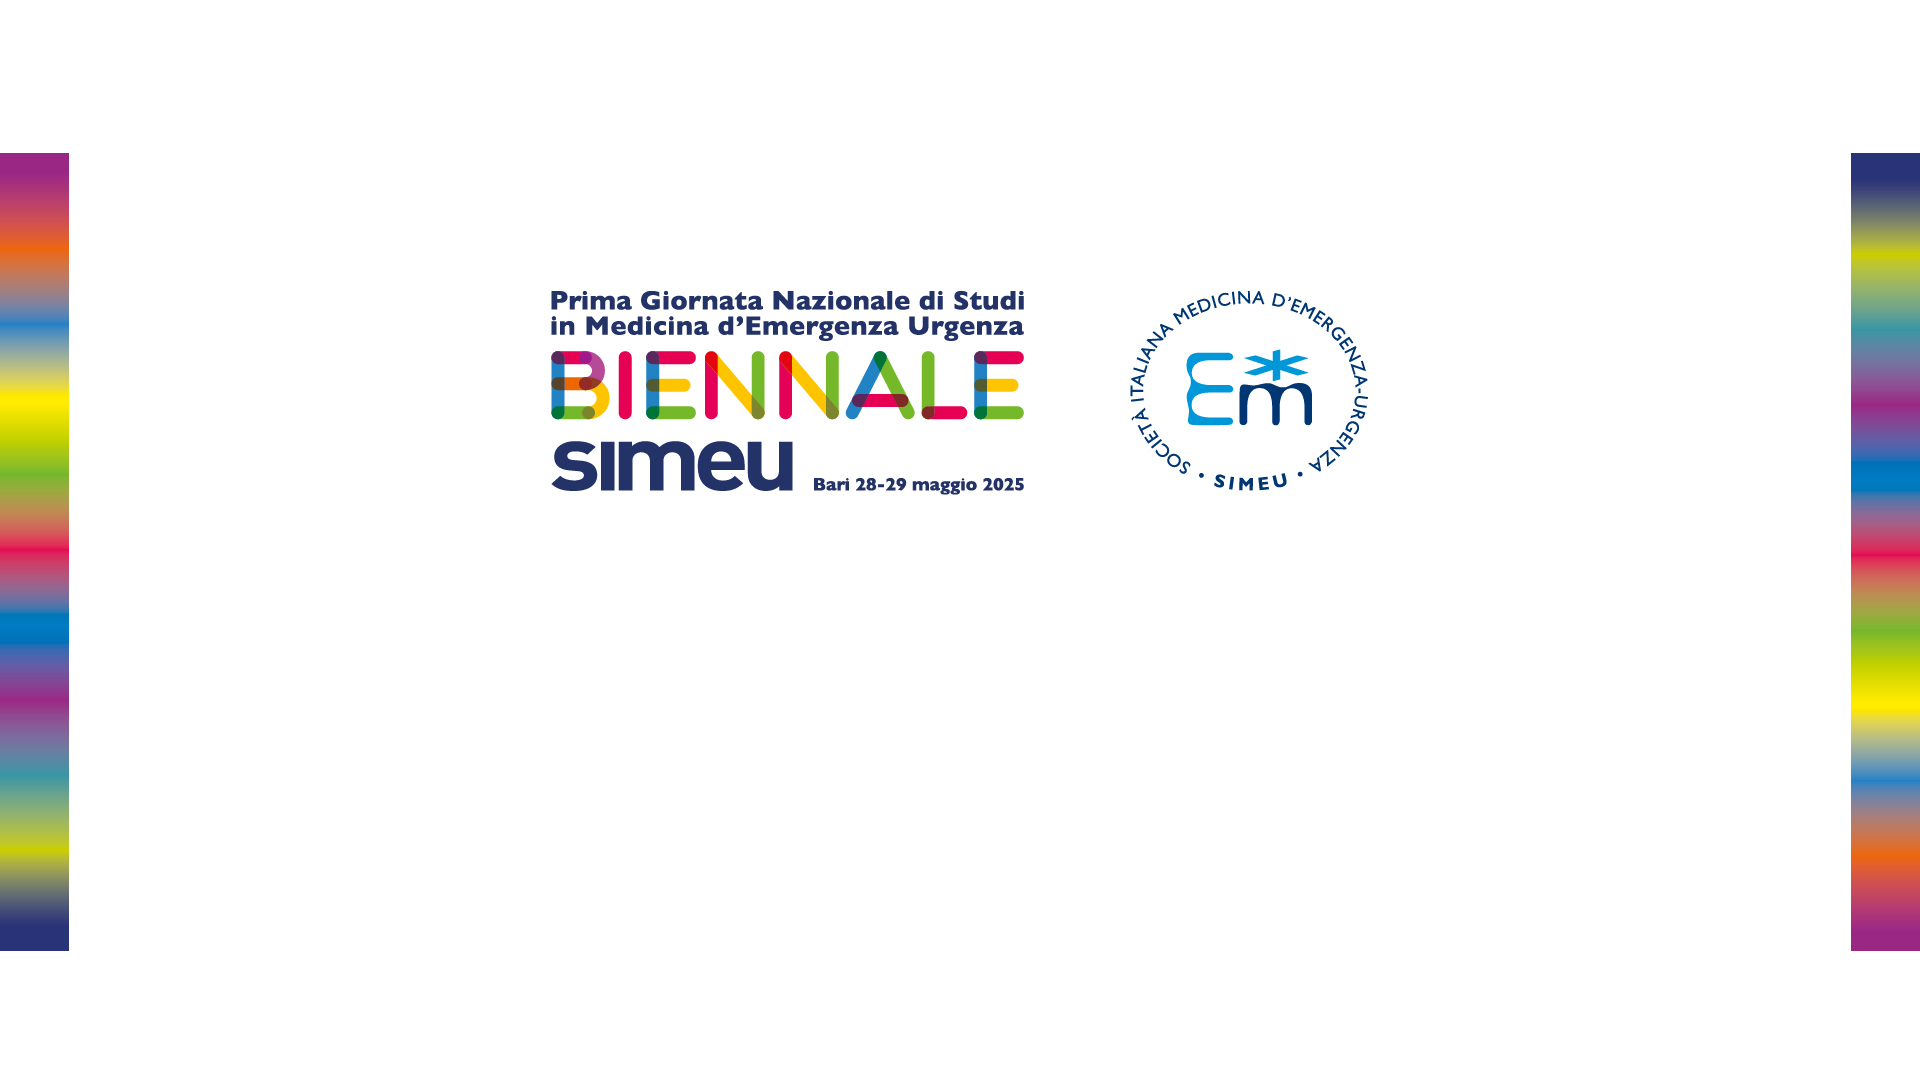 Prima Giornata Nazionale di Studi
in Medicina d’Emergenza Urgenza
BIENNALE
simeu
Bari 28-29 maggio 2025
SOCIETÀ ITALIANA MEDICINA D’EMERGENZA-URGENZA
• SIMEU •
Em